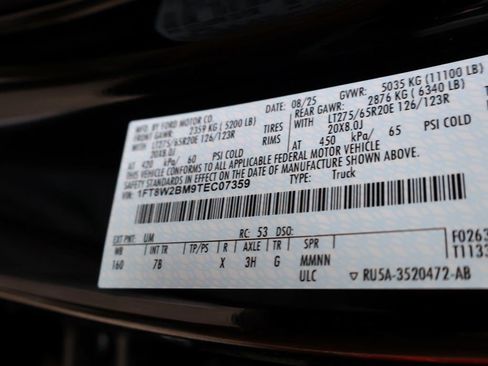 MFD. BY FORD MOTOR CO.
DATE: 08/25 GVWR: 5035 KG (11100 LB)
FRONT GAWR: 2359 KG (5200 LB) REAR GAWR: 2876 KG (6340 LB)
LT275/65R20E 126/123R TIRES WITH LT275/65R20E 126/123R
20X8.0J RIMS 20X8.0J
AT 420 kPa/ 60 PSI COLD AT 450 kPa/ 65 PSI COLD
THIS VEHICLE CONFORMS TO ALL APPLICABLE FEDERAL MOTOR VEHICLE
SAFETY STANDARDS IN EFFECT ON THE DATE OF MANUFACTURE SHOWN ABOVE.
VIN: 1FT8W2BM9TEC07359 TYPE: Truck
EXT PNT: UM RC: 53 DSO: F0263
WB INT TR TP/PS R AXLE TR SPR T1133
160 7B X 3H G MMNN
ULC ▽ RU5A-3520472-AB